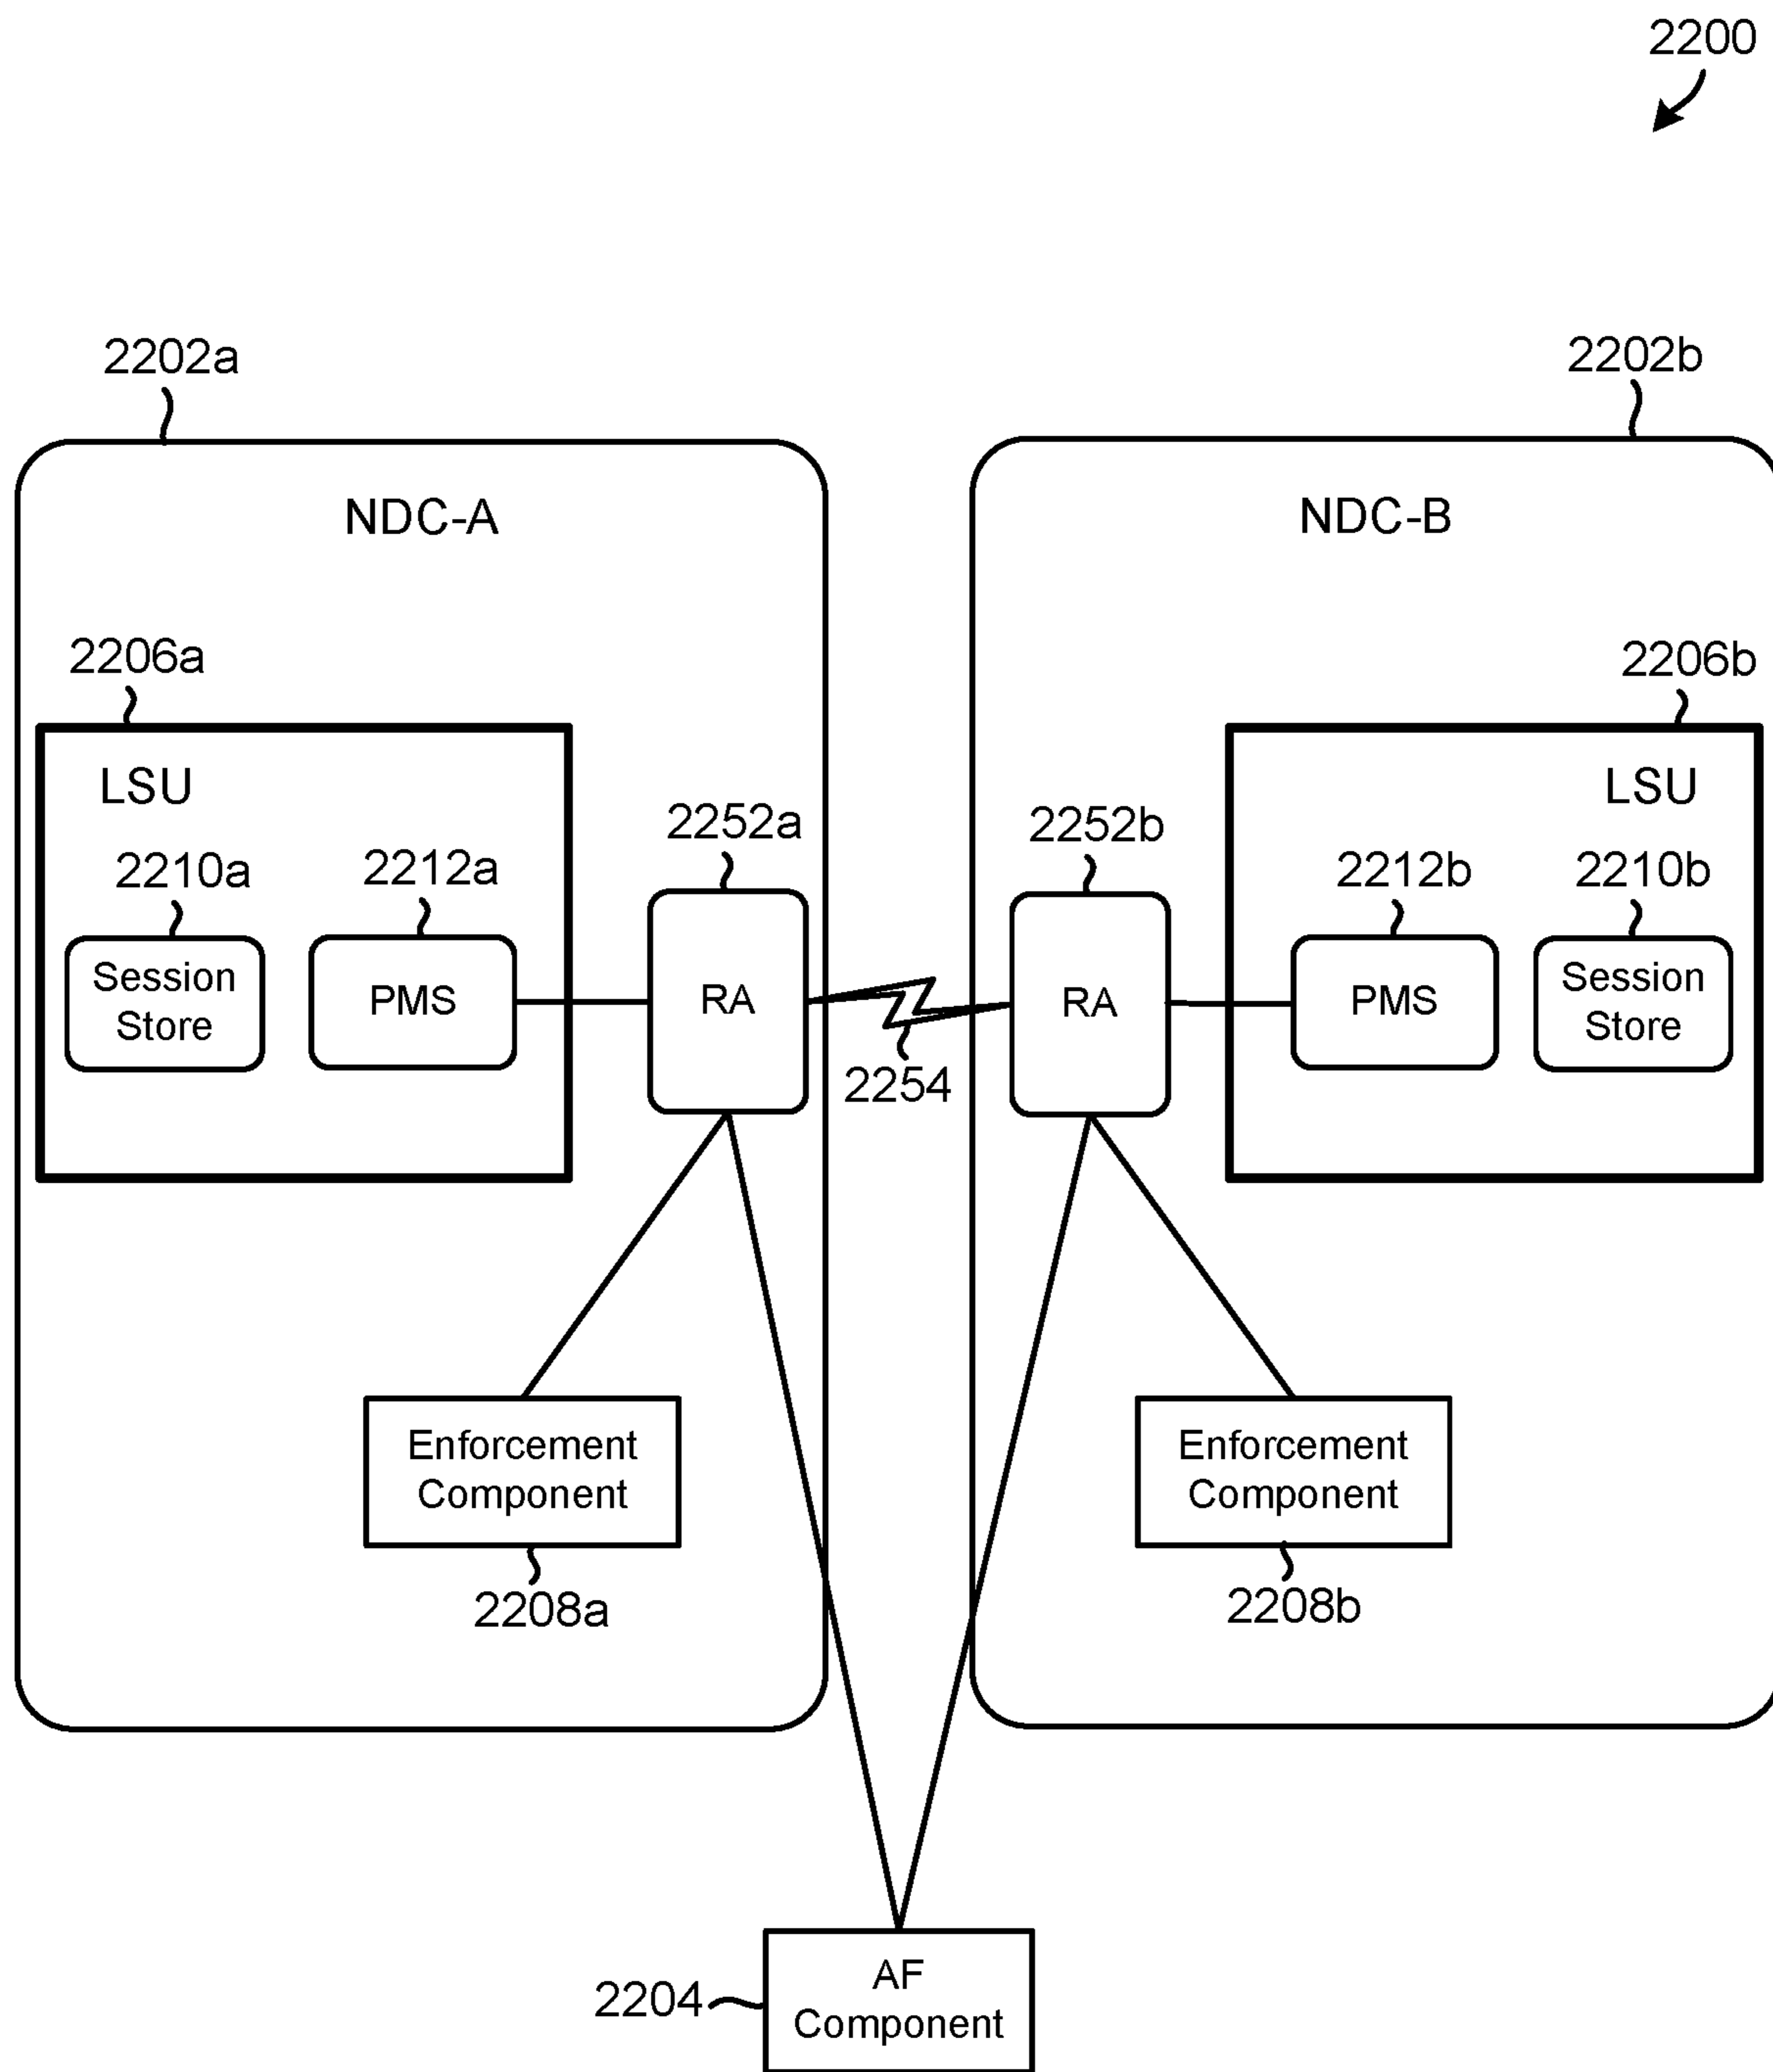 2200
2202a
2202b
NDC-A
NDC-B
2206a
2206b
LSU
LSU
2252a
2252b
2210a
2212a
2212b
2210b
Session
Store
PMS
RA
RA
PMS
Session
Store
2254
Enforcement
Component
Enforcement
Component
2208a
2208b
2204
AF
Component